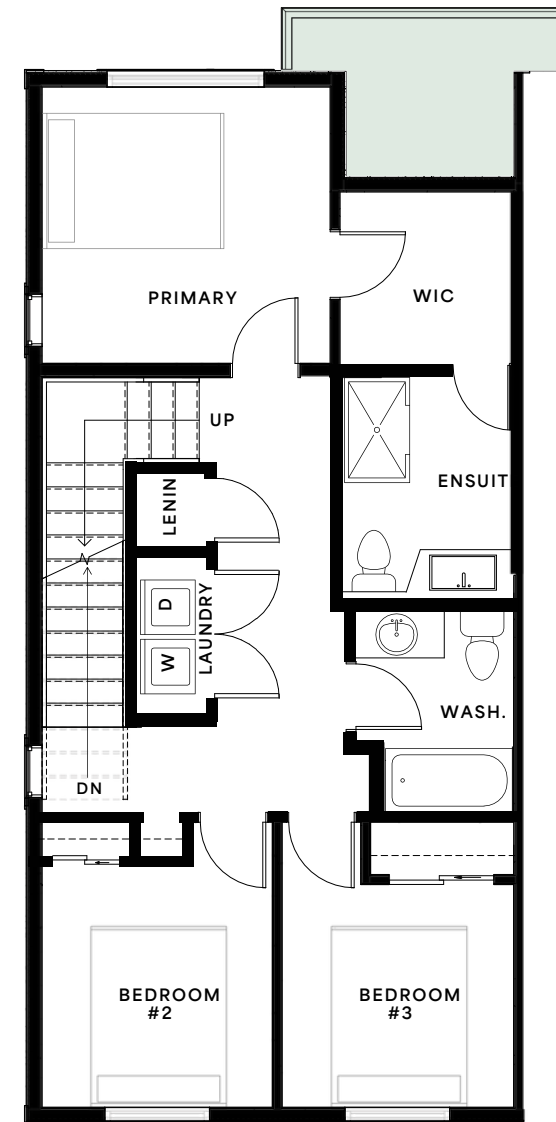 PRIMARY
WIC
UP
ENSUIT
LENIN
D
LAUNDRY
W
WASH.
DN
BEDROOM
#2
BEDROOM
#3